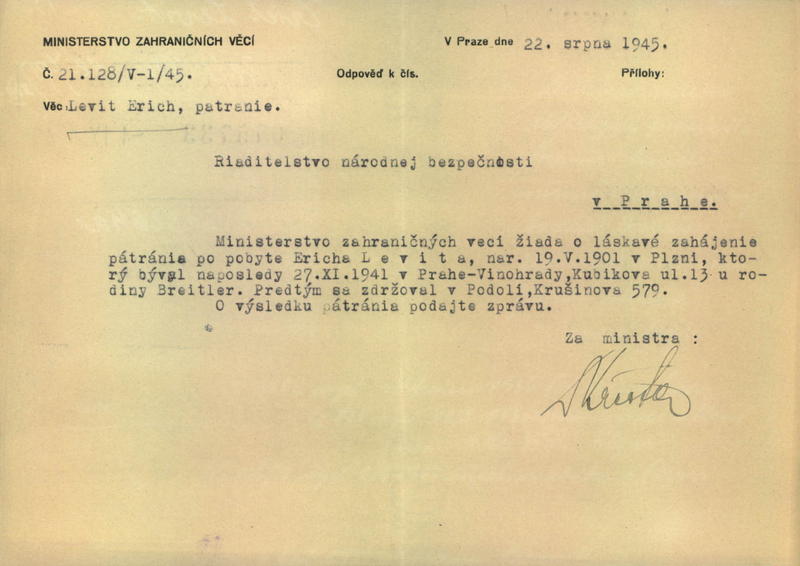 MINISTERSTVO ZAHRANIČNÍCH VĚCÍ
V Praze dne 22. srpna 1945.
Č. 21.128/V-1/45.
Odpověď k čís.
Přílohy:
Věc: Levit Erich, patranie.
Riaditelstvo národnej bezpečnosti
v Prahe.
Ministerstvo zahraničných vecí žiada o láskavé zahájenie
pátránia po pobyte Ericha Levita, nar. 19.V.1901 v Plzni, kto-
rý býval naposledy 27.XI.1941 v Prahe-Vinohrady,Kubikova ul.13 u ro-
diny Breitler. Predtým sa zdržoval v Podolí,Krušinova 579.
O výsledku pátránia podajte zprávu.
Za ministra :